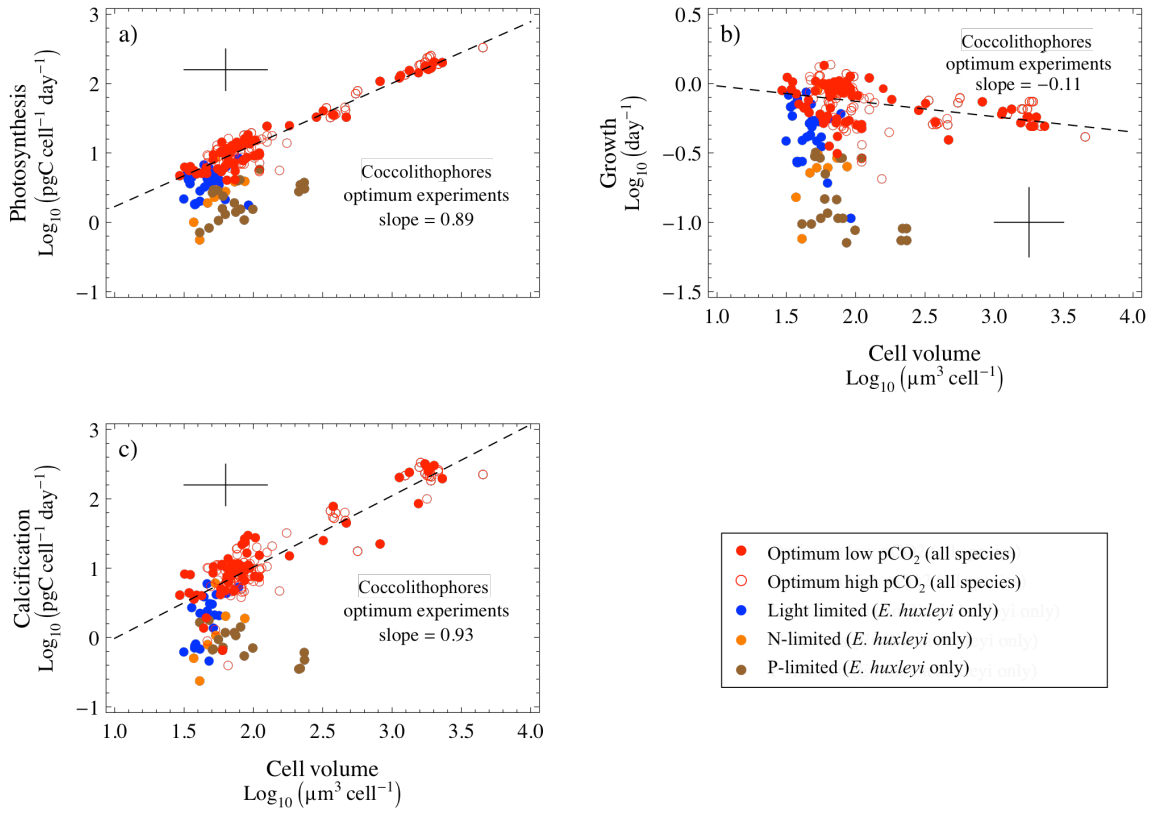 a)
Photosynthesis
Log₁₀ (pgC cell⁻¹ day⁻¹)
3
2
1
0
−1
Coccolithophores
optimum experiments
slope = 0.89
b)
Growth
Log₁₀ (day⁻¹)
0.5
0.0
−0.5
−1.0
−1.5
Coccolithophores
optimum experiments
slope = −0.11
1.0 1.5 2.0 2.5 3.0 3.5 4.0
Cell volume
Log₁₀ (μm³ cell⁻¹)
c)
Calcification
Log₁₀ (pgC cell⁻¹ day⁻¹)
3
2
1
0
−1
Coccolithophores
optimum experiments
slope = 0.93
1.0 1.5 2.0 2.5 3.0 3.5 4.0
Cell volume
Log₁₀ (μm³ cell⁻¹)
Optimum low pCO₂ (all species)
Optimum high pCO₂ (all species)
Light limited (E. huxleyi only)
N-limited (E. huxleyi only)
P-limited (E. huxleyi only)